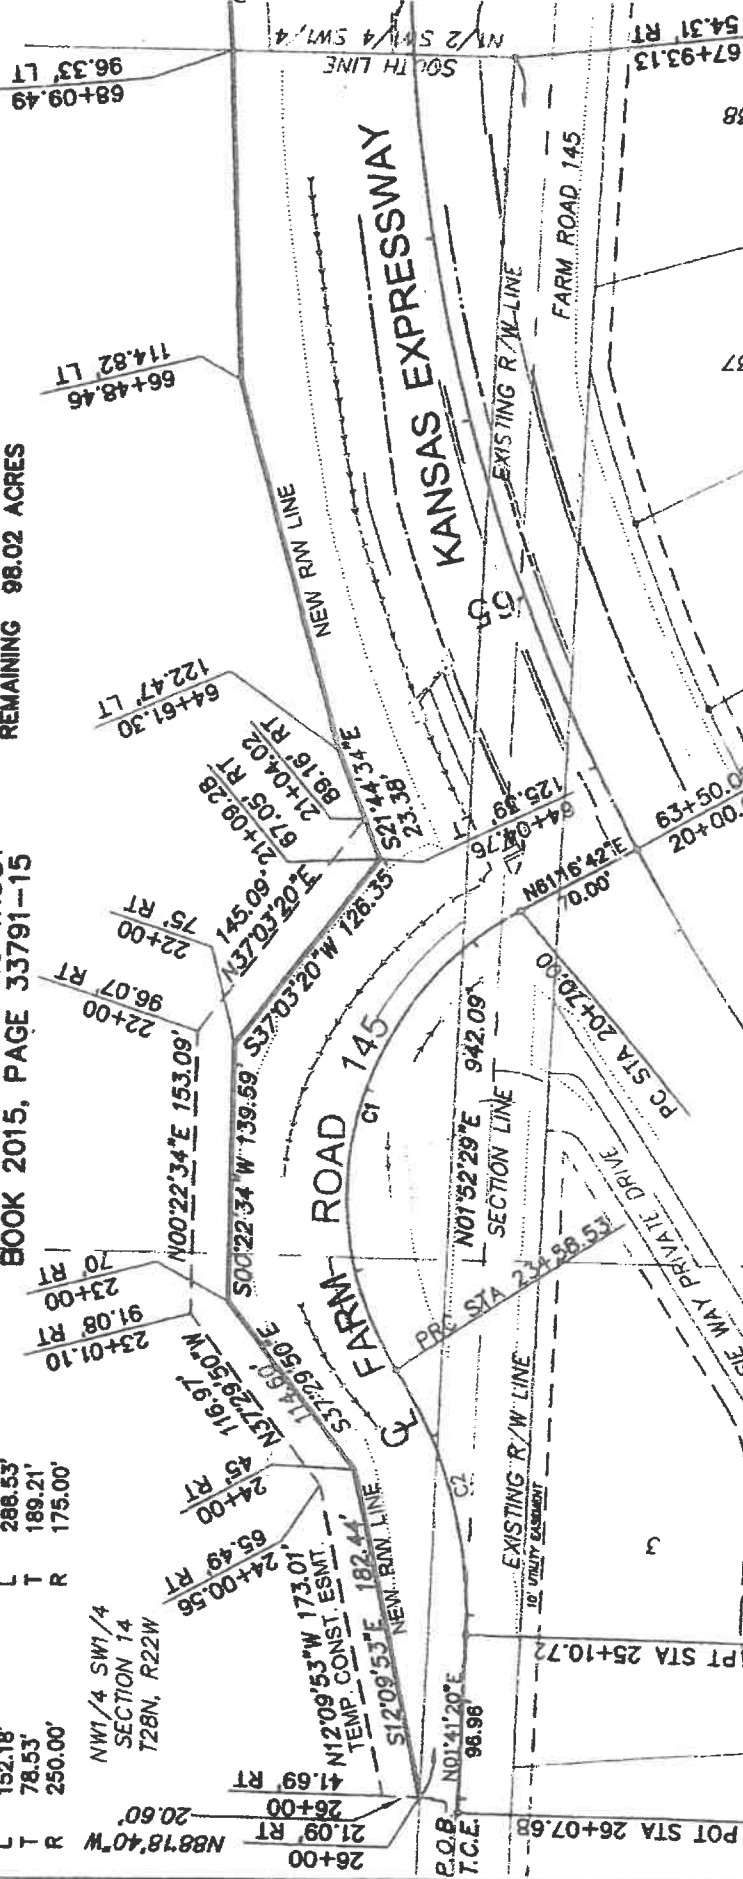 REMAINING 98.02 ACRES
BOOK 2015, PAGE 33791-15
L 288.53'
T 189.21'
R 175.00'
L 152.18'
T 78.53'
R 250.00'
NW1/4 SW1/4
SECTION 14
T28N, R22W
N88°18'40"W 20.60'
26+00
21.09' RT
26+00
41.69' RT
P.O.B.
T.C.E.
N12°09'53"W 173.01'
TEMP. CONST. ESMT.
S12°09'53"E 182.44'
NEW R/W LINE
24+00.56
65.49' RT
24+00
45' RT
116.97'
N37°29'50"W
114.60'
S37°29'50"E
23+01.10
91.08' RT
23+00
70' RT
N00°22'34"E 153.09'
S00°22'34"W 139.59'
22+00
96.07' RT
22+00
75' RT
145.09'
N37°03'20"E
S37°03'20"W 126.35'
21+09.28
67.05' RT
21+04.02
89.16' RT
S21°44'34"E
23.38'
64+61.30
122.47' LT
64+04.76
125.39' LT
NEW R/W LINE
66+48.46
114.82' LT
68+09.49
96.33' LT
SOUTH LINE
N1/2 SW1/4 SW1/4
67+93.13
54.31' RT
KANSAS EXPRESSWAY
65
EXISTING R/W LINE
FARM ROAD 145
38
37
63+50.0
20+00.
N61°16'42"E
70.00'
PC STA 20+70.00
℄ FARM ROAD 145
C1
N01°52'29"E 942.09'
SECTION LINE
PRC STA 23+58.53
C2
EXISTING R/W LINE
10' UTILITY EASEMENT
WAY PRIVATE DRIVE
3
PT STA 25+10.72
N01°41'20"E
96.96'
POT STA 26+07.68